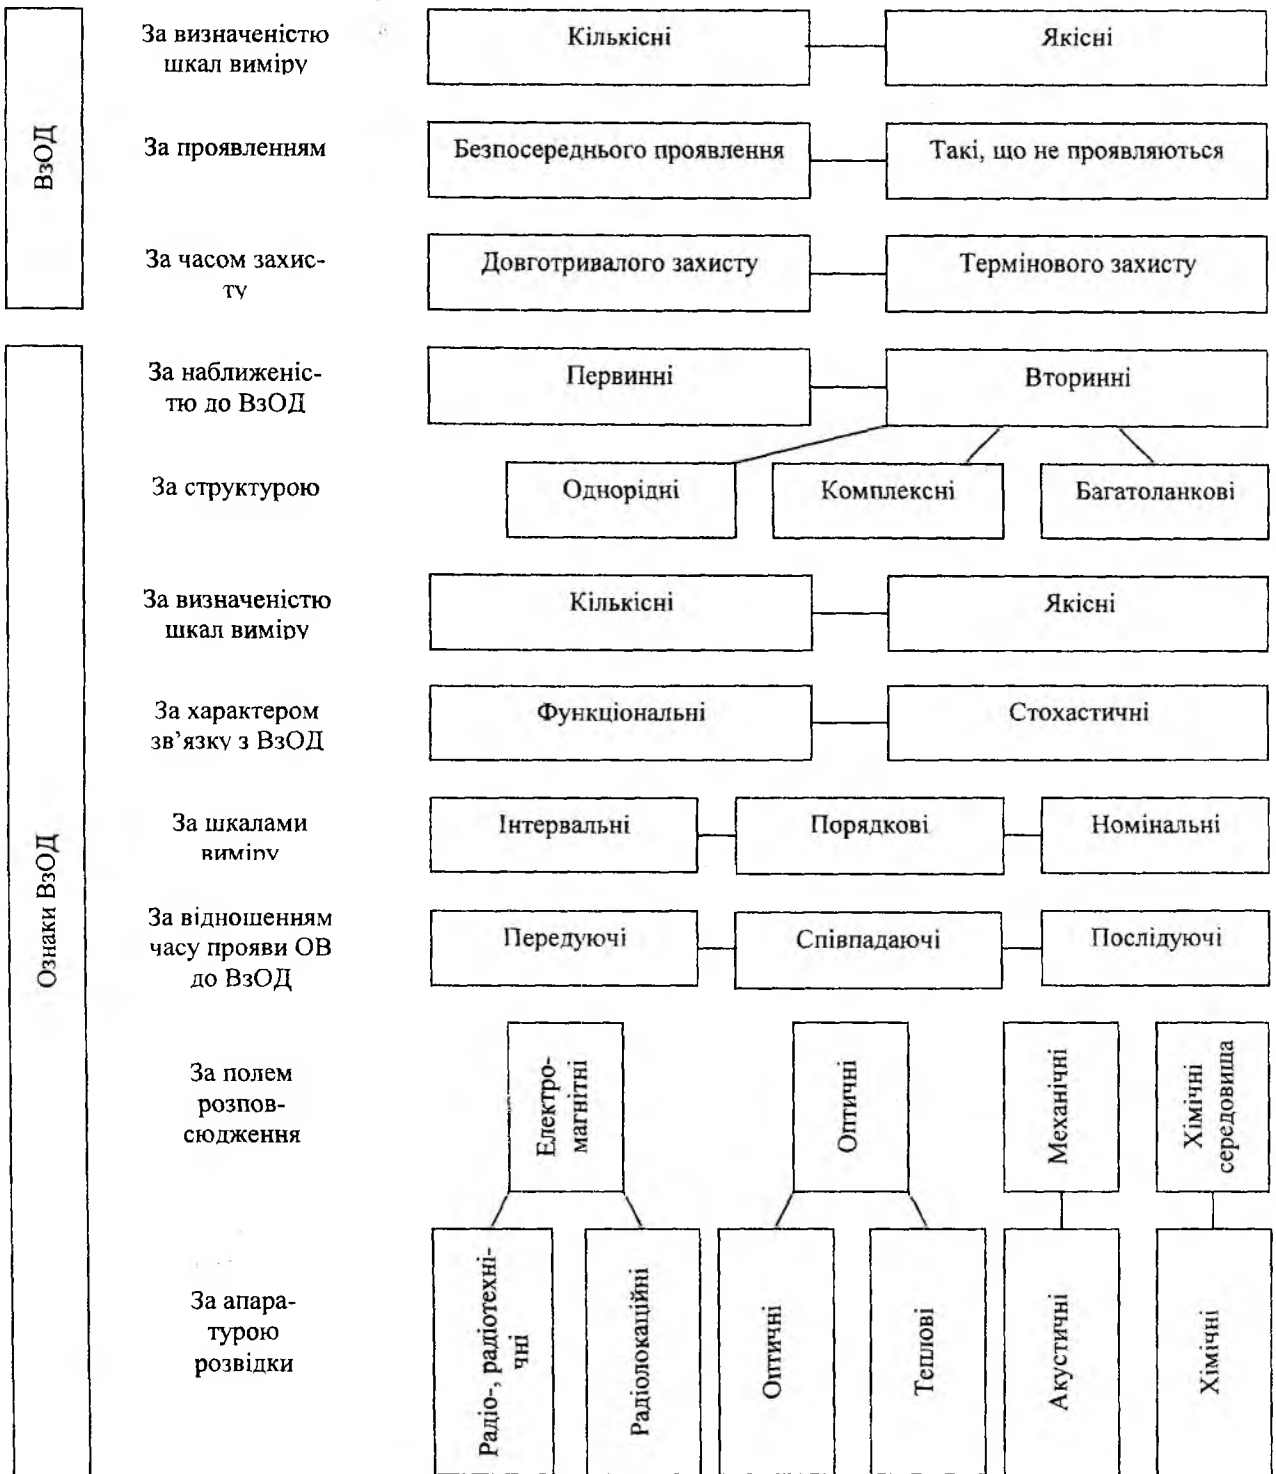 ВзОД
За визначеністю
шкал виміру
Кількісні
Якісні
За проявленням
Безпосереднього проявлення
Такі, що не проявляються
За часом захис-
ту
Довготривалого захисту
Термінового захисту
Ознаки ВзОД
За наближеніс-
тю до ВзОД
Первинні
Вторинні
За структурою
Однорідні
Комплексні
Багатоланкові
За визначеністю
шкал виміру
Кількісні
Якісні
За характером
зв’язку з ВзОД
Функціональні
Стохастичні
За шкалами
виміру
Інтервальні
Порядкові
Номінальні
За відношенням
часу прояви ОВ
до ВзОД
Передуючі
Співпадаючі
Послідуючі
За полем
розпов-
сюдження
Електро-
магнітні
Оптичні
Механічні
Хімічні
середовища
За апара-
турою
розвідки
Радіо-, радіотехні-
чні
Радіолокаційні
Оптичні
Теплові
Акустичні
Хімічні